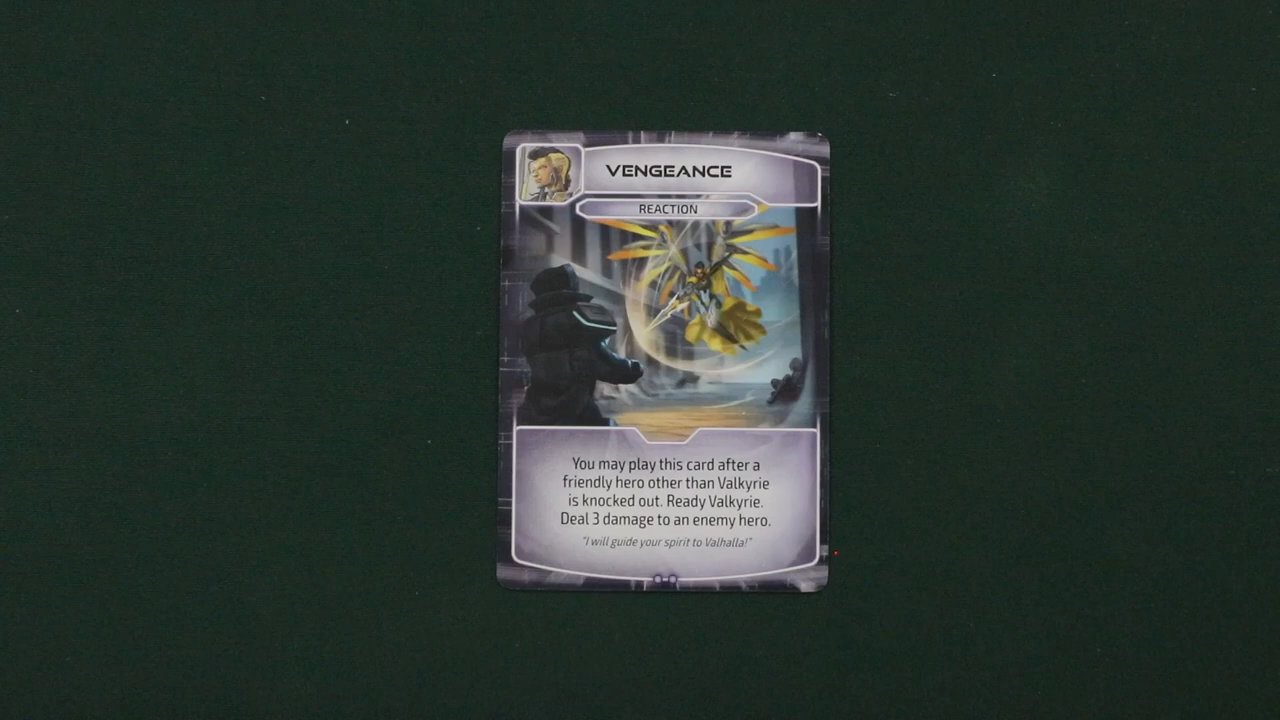 VENGEANCE
REACTION
You may play this card after a
friendly hero other than Valkyrie
is knocked out. Ready Valkyrie.
Deal 3 damage to an enemy hero.
"I will guide your spirit to Valhalla!"